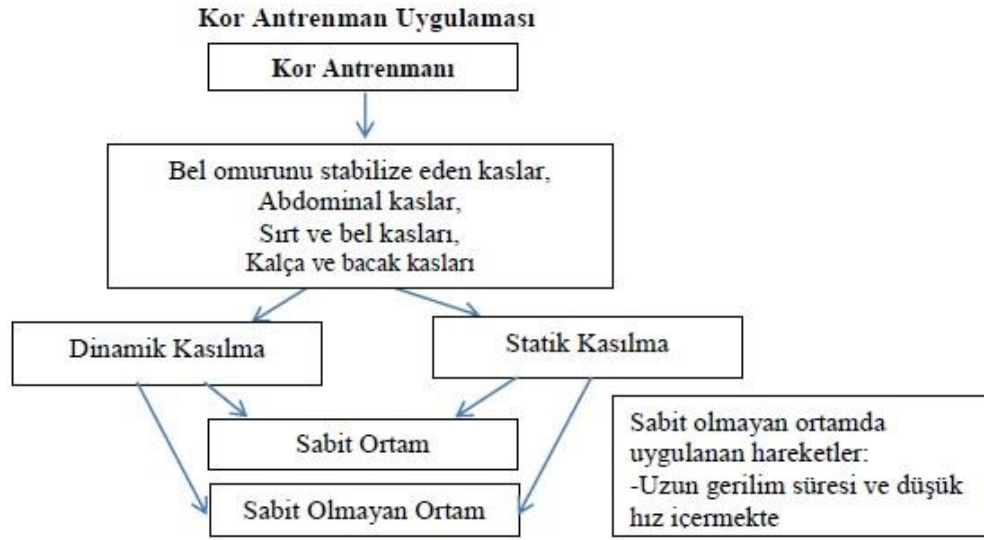 Kor Antrenman Uygulaması
Kor Antrenmanı
Bel omurunu stabilize eden kaslar,
Abdominal kaslar,
Sırt ve bel kasları,
Kalça ve bacak kasları
Dinamik Kasılma
Statik Kasılma
Sabit Ortam
Sabit Olmayan Ortam
Sabit olmayan ortamda
uygulanan hareketler:
-Uzun gerilim süresi ve düşük
hız içermekte